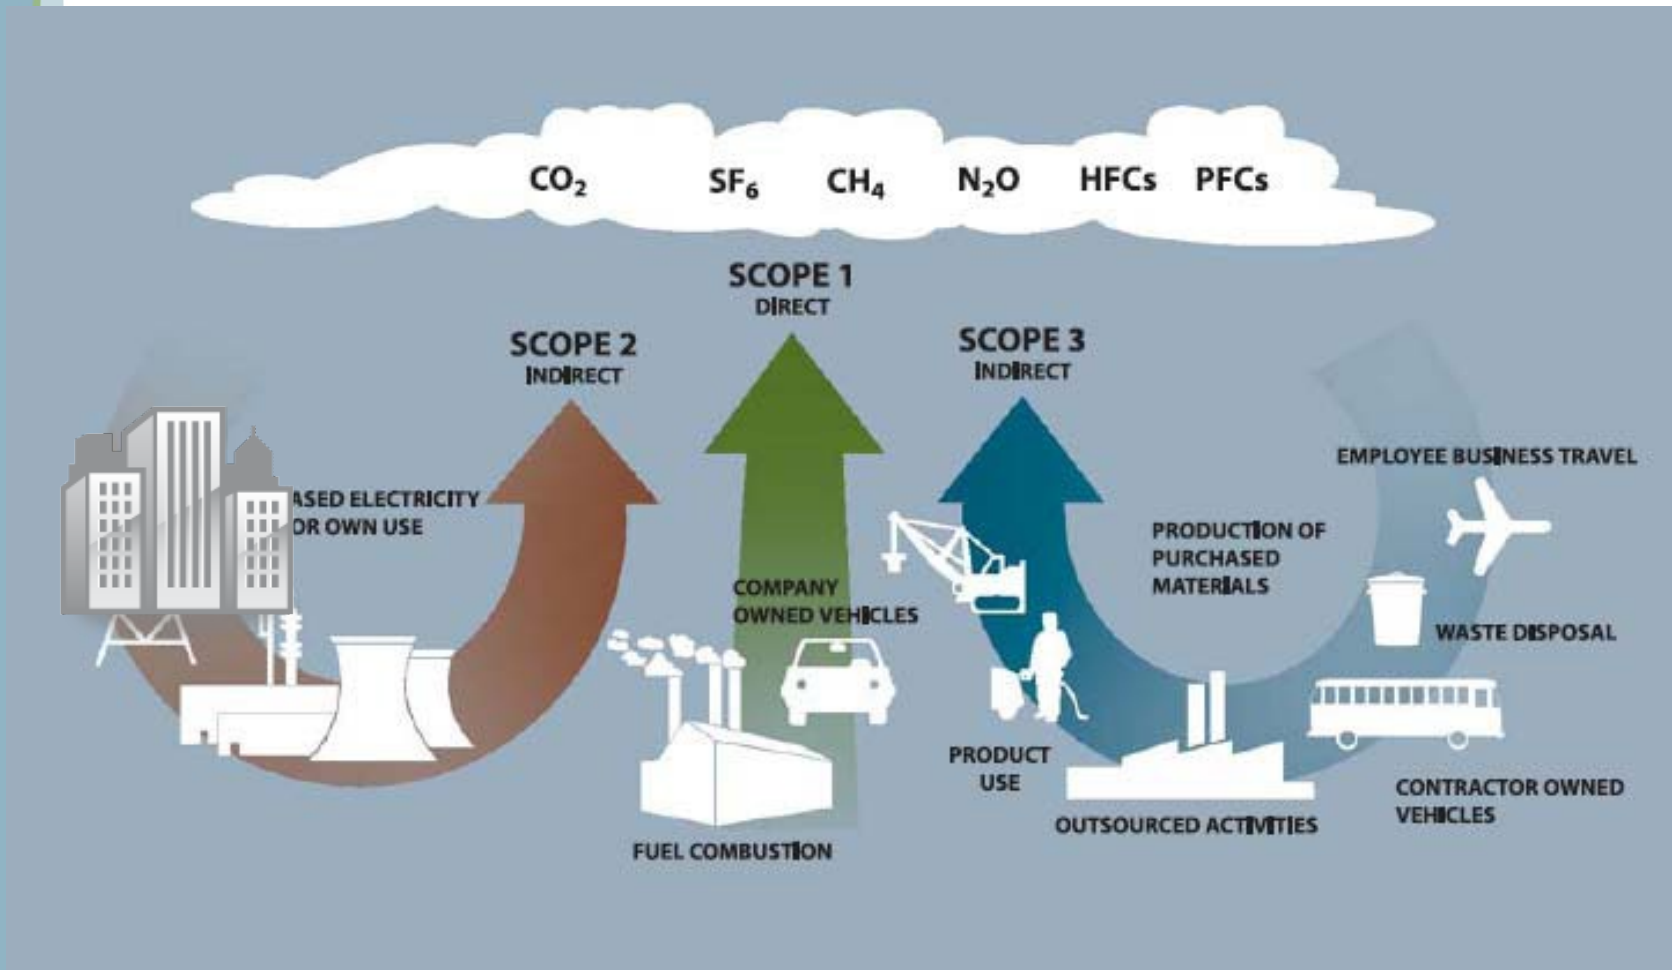 CO₂ SF₆ CH₄ N₂O HFCs PFCs
SCOPE 1
DIRECT
SCOPE 2
INDIRECT
SCOPE 3
INDIRECT
ASED ELECTRICITY
OR OWN USE
COMPANY
OWNED VEHICLES
FUEL COMBUSTION
PRODUCTION OF
PURCHASED
MATERIALS
EMPLOYEE BUSINESS TRAVEL
WASTE DISPOSAL
PRODUCT
USE
OUTSOURCED ACTIVITIES
CONTRACTOR OWNED
VEHICLES